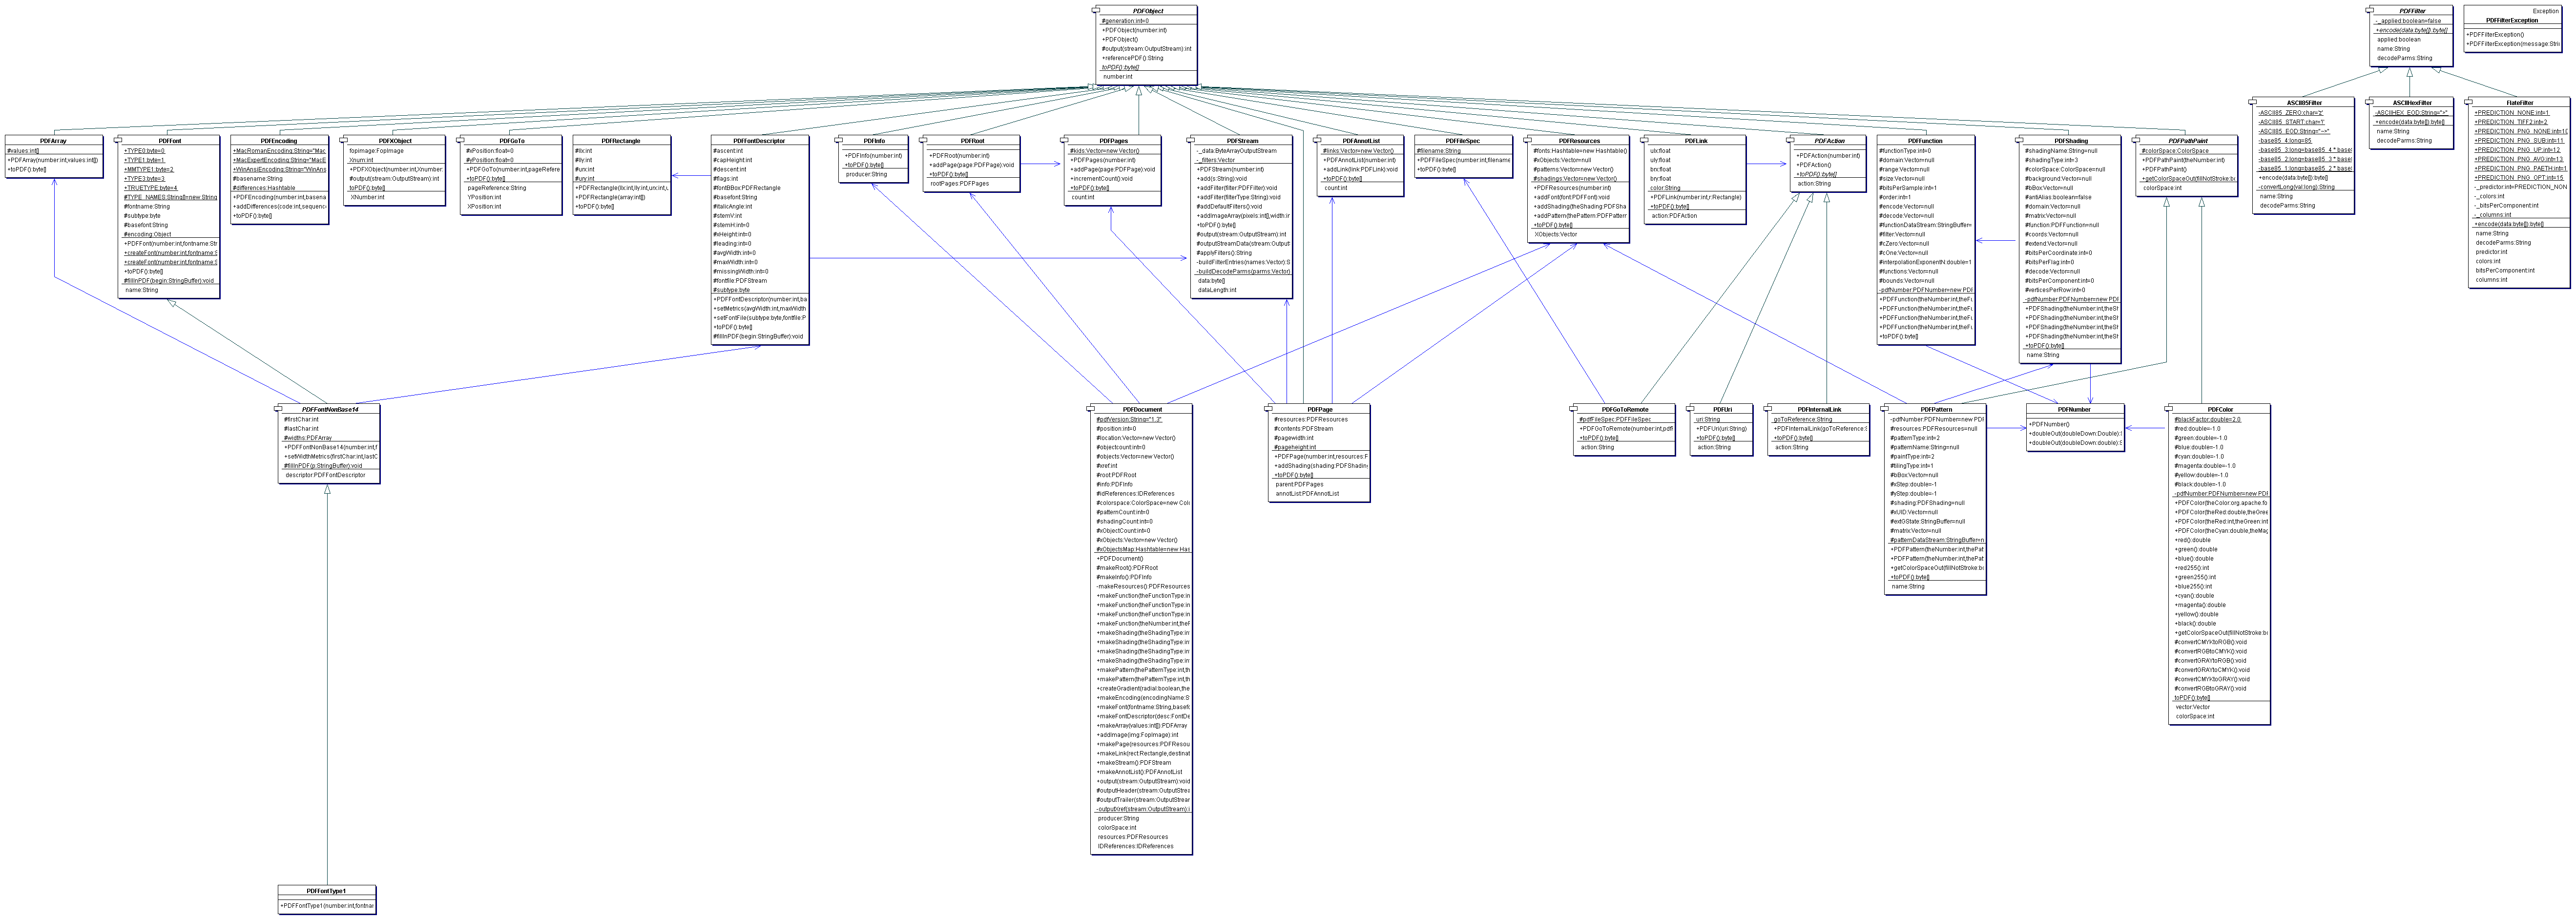 PDFObject
#generation:int=0
+PDFObject(number:int)
+PDFObject()
#output(stream:OutputStream):int
+referencePDF():String
toPDF():byte[]
number:int
PDFFilter
-_applied:boolean=false
+encode(data:byte[]):byte[]
applied:boolean
name:String
decodeParms:String
Exception
PDFFilterException
+PDFFilterException()
+PDFFilterException(message:Strin
PDFArray
#values:int[]
+PDFArray(number:int,values:int[])
+toPDF():byte[]
PDFFont
+TYPE0:byte=0
+TYPE1:byte=1
+MMTYPE1:byte=2
+TYPE3:byte=3
+TRUETYPE:byte=4
#TYPE_NAMES:String[]=new String
#fontname:String
#subtype:byte
#basefont:String
#encoding:Object
+PDFFont(number:int,fontname:Str
+createFont(number:int,fontname:S
+createFont(number:int,fontname:S
+toPDF():byte[]
#fillInPDF(begin:StringBuffer):void
name:String
PDFEncoding
+MacRomanEncoding:String="Mac
+MacExpertEncoding:String="MacE
+WinAnsiEncoding:String="WinAns
#basename:String
#differences:Hashtable
+PDFEncoding(number:int,basena
+addDifferences(code:int,sequenc
+toPDF():byte[]
PDFXObject
fopimage:FopImage
Xnum:int
+PDFXObject(number:int,Xnumber:
#output(stream:OutputStream):int
+toPDF():byte[]
XNumber:int
PDFGoTo
#xPosition:float=0
#yPosition:float=0
+PDFGoTo(number:int,pageRefere
+toPDF():byte[]
pageReference:String
YPosition:int
XPosition:int
PDFRectangle
#llx:int
#lly:int
#urx:int
#ury:int
+PDFRectangle(llx:int,lly:int,urx:int,u
+PDFRectangle(array:int[])
+toPDF():byte[]
PDFFontDescriptor
#ascent:int
#capHeight:int
#descent:int
#flags:int
#fontBBox:PDFRectangle
#basefont:String
#italicAngle:int
#stemV:int
#stemH:int=0
#xHeight:int=0
#leading:int=0
#avgWidth:int=0
#maxWidth:int=0
#missingWidth:int=0
#fontfile:PDFStream
#subtype:byte
+PDFFontDescriptor(number:int,ba
+setMetrics(avgWidth:int,maxWidth
+setFontFile(subtype:byte,fontfile:P
+toPDF():byte[]
#fillInPDF(begin:StringBuffer):void
PDFInfo
+PDFInfo(number:int)
+toPDF():byte[]
producer:String
PDFRoot
+PDFRoot(number:int)
+addPage(page:PDFPage):void
+toPDF():byte[]
rootPages:PDFPages
PDFPages
#kids:Vector=new Vector()
+PDFPages(number:int)
+addPage(page:PDFPage):void
+incrementCount():void
+toPDF():byte[]
count:int
PDFStream
-_data:ByteArrayOutputStream
-_filters:Vector
+PDFStream(number:int)
+add(s:String):void
+addFilter(filter:PDFFilter):void
+addFilter(filterType:String):void
#addDefaultFilters():void
+addImageArray(pixels:int[],width:in
+toPDF():byte[]
#output(stream:OutputStream):int
#outputStreamData(stream:Output
#applyFilters():String
-buildFilterEntries(names:Vector):S
-buildDecodeParms(parms:Vector)
data:byte[]
dataLength:int
PDFAnnotList
#links:Vector=new Vector()
+PDFAnnotList(number:int)
+addLink(link:PDFLink):void
+toPDF():byte[]
count:int
PDFFileSpec
#filename:String
+PDFFileSpec(number:int,filename
+toPDF():byte[]
PDFResources
#fonts:Hashtable=new Hashtable()
#xObjects:Vector=null
#patterns:Vector=new Vector()
#shadings:Vector=new Vector()
+PDFResources(number:int)
+addFont(font:PDFFont):void
+addShading(theShading:PDFSha
+addPattern(thePattern:PDFPattern
+toPDF():byte[]
XObjects:Vector
PDFLink
ulx:float
uly:float
brx:float
bry:float
color:String
+PDFLink(number:int,r:Rectangle)
+toPDF():byte[]
action:PDFAction
PDFAction
+PDFAction(number:int)
+PDFAction()
+toPDF():byte[]
action:String
PDFFunction
#functionType:int=0
#domain:Vector=null
#range:Vector=null
#size:Vector=null
#bitsPerSample:int=1
#order:int=1
#encode:Vector=null
#decode:Vector=null
#functionDataStream:StringBuffer=
#filter:Vector=null
#cZero:Vector=null
#cOne:Vector=null
#interpolationExponentN:double=1
#functions:Vector=null
#bounds:Vector=null
-pdfNumber:PDFNumber=new PDF
+PDFFunction(theNumber:int,theFu
+PDFFunction(theNumber:int,theFu
+PDFFunction(theNumber:int,theFu
+PDFFunction(theNumber:int,theFu
+toPDF():byte[]
PDFShading
#shadingName:String=null
#shadingType:int=3
#colorSpace:ColorSpace=null
#background:Vector=null
#bBox:Vector=null
#antiAlias:boolean=false
#domain:Vector=null
#matrix:Vector=null
#function:PDFFunction=null
#coords:Vector=null
#extend:Vector=null
#bitsPerCoordinate:int=0
#bitsPerFlag:int=0
#decode:Vector=null
#bitsPerComponent:int=0
#verticesPerRow:int=0
-pdfNumber:PDFNumber=new PDF
+PDFShading(theNumber:int,theSh
+PDFShading(theNumber:int,theSh
+PDFShading(theNumber:int,theSh
+PDFShading(theNumber:int,theSh
+toPDF():byte[]
name:String
PDFPathPaint
#colorSpace:ColorSpace
+PDFPathPaint(theNumber:int)
+PDFPathPaint()
+getColorSpaceOut(fillNotStroke:bo
colorSpace:int
ASCII85Filter
-ASCII85_ZERO:char='z'
-ASCII85_START:char='!'
-ASCII85_EOD:String="~>"
-base85_4:long=85
-base85_3:long=base85_4 * base8
-base85_2:long=base85_3 * base8
-base85_1:long=base85_2 * base8
+encode(data:byte[]):byte[]
-convertLong(val:long):String
name:String
decodeParms:String
ASCIIHexFilter
-ASCIIHEX_EOD:String=">"
+encode(data:byte[]):byte[]
name:String
decodeParms:String
FlateFilter
+PREDICTION_NONE:int=1
+PREDICTION_TIFF2:int=2
+PREDICTION_PNG_NONE:int=10
+PREDICTION_PNG_SUB:int=11
+PREDICTION_PNG_UP:int=12
+PREDICTION_PNG_AVG:int=13
+PREDICTION_PNG_PAETH:int=1
+PREDICTION_PNG_OPT:int=15
-_predictor:int=PREDICTION_NON
-_colors:int
-_bitsPerComponent:int
-_columns:int
+encode(data:byte[]):byte[]
name:String
decodeParms:String
predictor:int
colors:int
bitsPerComponent:int
columns:int
PDFFontNonBase14
#firstChar:int
#lastChar:int
#widths:PDFArray
+PDFFontNonBase14(number:int,f
+setWidthMetrics(firstChar:int,lastC
#fillInPDF(p:StringBuffer):void
descriptor:PDFFontDescriptor
PDFDocument
#pdfVersion:String="1.3"
#position:int=0
#location:Vector=new Vector()
#objectcount:int=0
#objects:Vector=new Vector()
#xref:int
#root:PDFRoot
#info:PDFInfo
#idReferences:IDReferences
#colorspace:ColorSpace=new Colo
#patternCount:int=0
#shadingCount:int=0
#xObjectCount:int=0
#xObjects:Vector=new Vector()
#xObjectsMap:Hashtable=new Has
+PDFDocument()
#makeRoot():PDFRoot
#makeInfo():PDFInfo
-makeResources():PDFResources
+makeFunction(theFunctionType:in
+makeFunction(theFunctionType:in
+makeFunction(theFunctionType:in
+makeFunction(theNumber:int,theF
+makeShading(theShadingType:int
+makeShading(theShadingType:int
+makeShading(theShadingType:int
+makeShading(theShadingType:int
+makePattern(thePatternType:int,th
+makePattern(thePatternType:int,th
+createGradient(radial:boolean,the
+makeEncoding(encodingName:S
+makeFont(fontname:String,basefo
+makeFontDescriptor(desc:FontDe
+makeArray(values:int[]):PDFArray
+addImage(img:FopImage):int
+makePage(resources:PDFResou
+makeLink(rect:Rectangle,destinat
+makeStream():PDFStream
+makeAnnotList():PDFAnnotList
+output(stream:OutputStream):void
#outputHeader(stream:OutputStrea
#outputTrailer(stream:OutputStrean
-outputXref(stream:OutputStream):i
producer:String
colorSpace:int
resources:PDFResources
IDReferences:IDReferences
PDFPage
#resources:PDFResources
#contents:PDFStream
#pagewidth:int
#pageheight:int
+PDFPage(number:int,resources:F
+addShading(shading:PDFShading
+toPDF():byte[]
parent:PDFPages
annotList:PDFAnnotList
PDFGoToRemote
#pdfFileSpec:PDFFileSpec
+PDFGoToRemote(number:int,pdfF
+toPDF():byte[]
action:String
PDFUri
uri:String
+PDFUri(uri:String)
+toPDF():byte[]
action:String
PDFInternalLink
goToReference:String
+PDFInternalLink(goToReference:S
+toPDF():byte[]
action:String
PDFPattern
-pdfNumber:PDFNumber=new PDF
#resources:PDFResources=null
#patternType:int=2
#patternName:String=null
#paintType:int=2
#tilingType:int=1
#bBox:Vector=null
#xStep:double=-1
#yStep:double=-1
#shading:PDFShading=null
#xUID:Vector=null
#extGState:StringBuffer=null
#matrix:Vector=null
#patternDataStream:StringBuffer=n
+PDFPattern(theNumber:int,thePat
+PDFPattern(theNumber:int,thePat
+getColorSpaceOut(fillNotStroke:bo
+toPDF():byte[]
name:String
PDFNumber
+PDFNumber()
+doubleOut(doubleDown:Double):S
+doubleOut(doubleDown:double):S
PDFColor
#blackFactor:double=2.0
#red:double=-1.0
#green:double=-1.0
#blue:double=-1.0
#cyan:double=-1.0
#magenta:double=-1.0
#yellow:double=-1.0
#black:double=-1.0
-pdfNumber:PDFNumber=new PDF
+PDFColor(theColor:org.apache.fo
+PDFColor(theRed:double,theGree
+PDFColor(theRed:int,theGreen:int
+PDFColor(theCyan:double,theMag
+red():double
+green():double
+blue():double
+red255():int
+green255():int
+blue255():int
+cyan():double
+magenta():double
+yellow():double
+black():double
+getColorSpaceOut(fillNotStroke:bo
#convertCMYKtoRGB():void
#convertRGBtoCMYK():void
#convertGRAYtoRGB():void
#convertGRAYtoCMYK():void
#convertCMYKtoGRAY():void
#convertRGBtoGRAY():void
toPDF():byte[]
vector:Vector
colorSpace:int
PDFFontType1
+PDFFontType1(number:int,fontnar